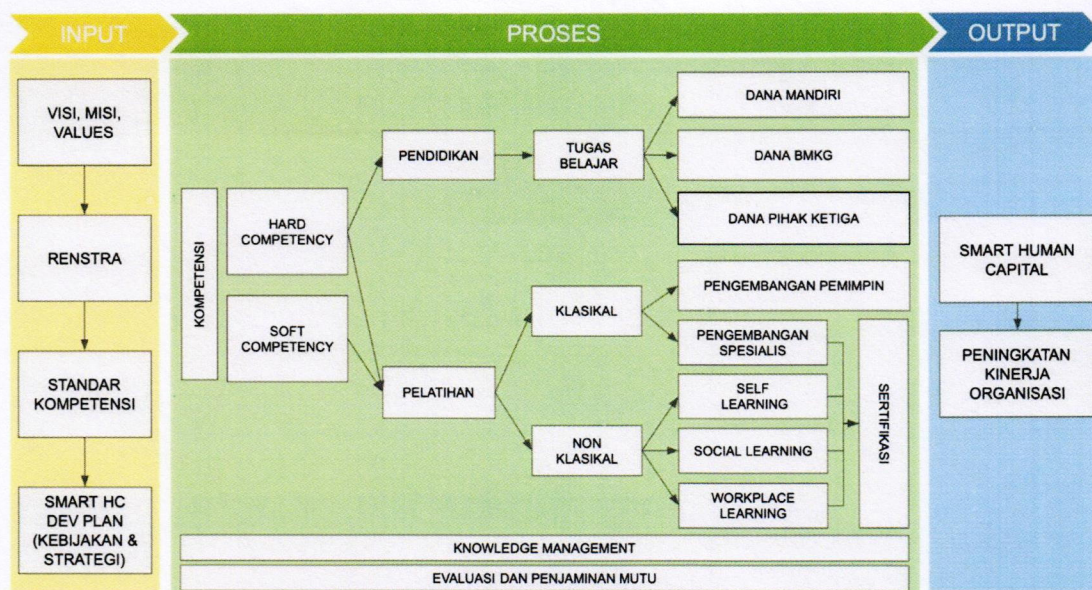 INPUT
PROSES
OUTPUT
VISI, MISI,
VALUES
RENSTRA
STANDAR
KOMPETENSI
SMART HC
DEV PLAN
(KEBIJAKAN &
STRATEGI)
KOMPETENSI
HARD
COMPETENCY
SOFT
COMPETENCY
PENDIDIKAN
PELATIHAN
TUGAS
BELAJAR
KLASIKAL
NON
KLASIKAL
DANA MANDIRI
DANA BMKG
DANA PIHAK KETIGA
PENGEMBANGAN PEMIMPIN
PENGEMBANGAN
SPESIALIS
SELF
LEARNING
SOCIAL LEARNING
WORKPLACE
LEARNING
SERTIFIKASI
KNOWLEDGE MANAGEMENT
EVALUASI DAN PENJAMINAN MUTU
SMART HUMAN
CAPITAL
PENINGKATAN
KINERJA
ORGANISASI